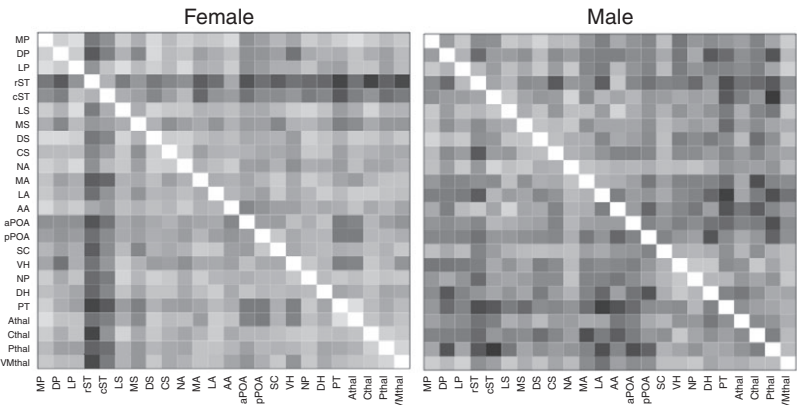 Female Male
MP
DP
LP
rST
cST
LS
MS
DS
CS
NA
MA
LA
AA
aPOA
pPOA
SC
VH
NP
DH
PT
Athal
Cthal
Pthal
VMthal
MP DP LP rST cST LS MS DS CS NA MA LA AA aPOA pPOA SC VH NP DH PT Athal Cthal Pthal /Mthal
MP DP LP rST cST LS MS DS CS NA MA LA AA aPOA pPOA SC VH NP DH PT Athal Cthal Pthal /Mthal